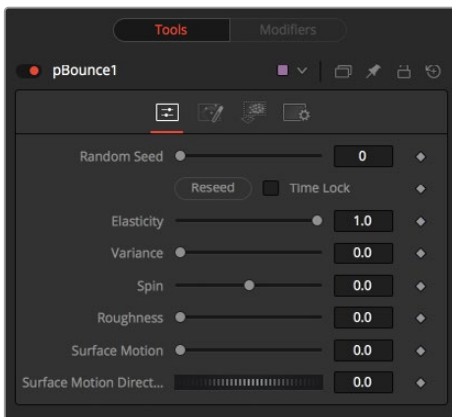 Tools Modifiers
pBounce1
Random Seed 0
Reseed Time Lock
Elasticity 1.0
Variance 0.0
Spin 0.0
Roughness 0.0
Surface Motion 0.0
Surface Motion Direct... 0.0